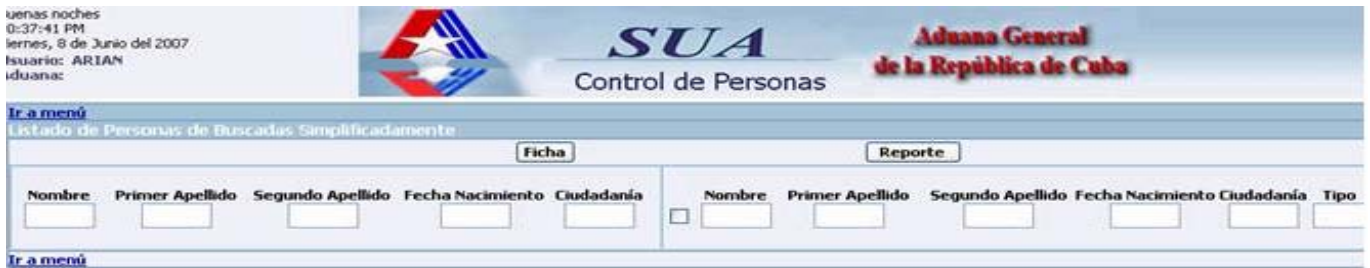 uenas noches
0:37:41 PM
iernes, 8 de Junio del 2007
Isuario: ARIAN
duana:
SUA
Control de Personas
Aduana General
de la República de Cuba
Ir a menú
Listado de Personas de Buscadas Simplificadamente
Ficha Reporte
Nombre Primer Apellido Segundo Apellido Fecha Nacimiento Ciudadanía Nombre Primer Apellido Segundo Apellido Fecha Nacimiento Ciudadanía Tipo
Ir a menú